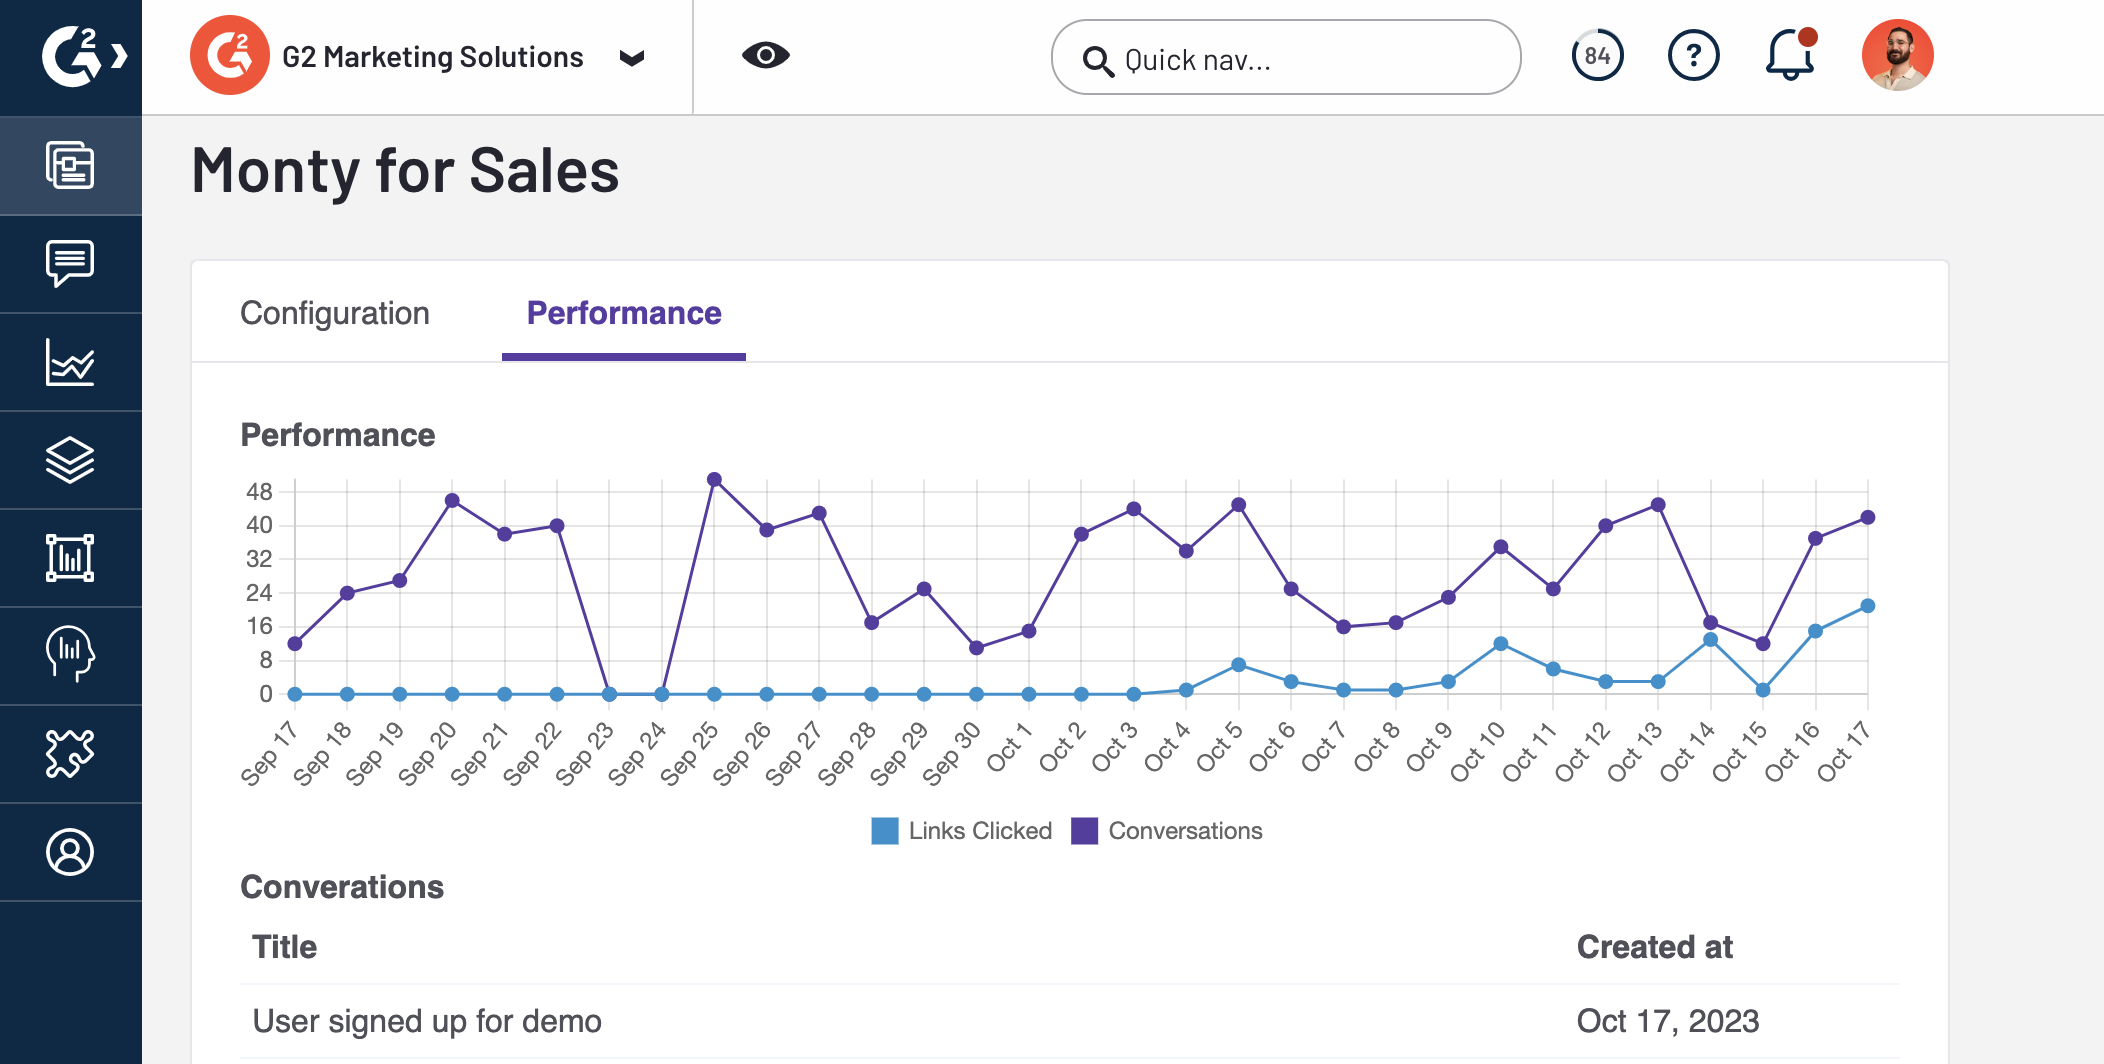 G2 G2 G2 Marketing Solutions Quick nav... 84 ?
Monty for Sales
Configuration Performance
Performance
48
40
32
24
16
8
0
Sep 17 Sep 18 Sep 19 Sep 20 Sep 21 Sep 22 Sep 23 Sep 24 Sep 25 Sep 26 Sep 27 Sep 28 Sep 29 Sep 30 Oct 1 Oct 2 Oct 3 Oct 4 Oct 5 Oct 6 Oct 7 Oct 8 Oct 9 Oct 10 Oct 11 Oct 12 Oct 13 Oct 14 Oct 15 Oct 16 Oct 17
Links Clicked Conversations
Converations
Title Created at
User signed up for demo Oct 17, 2023